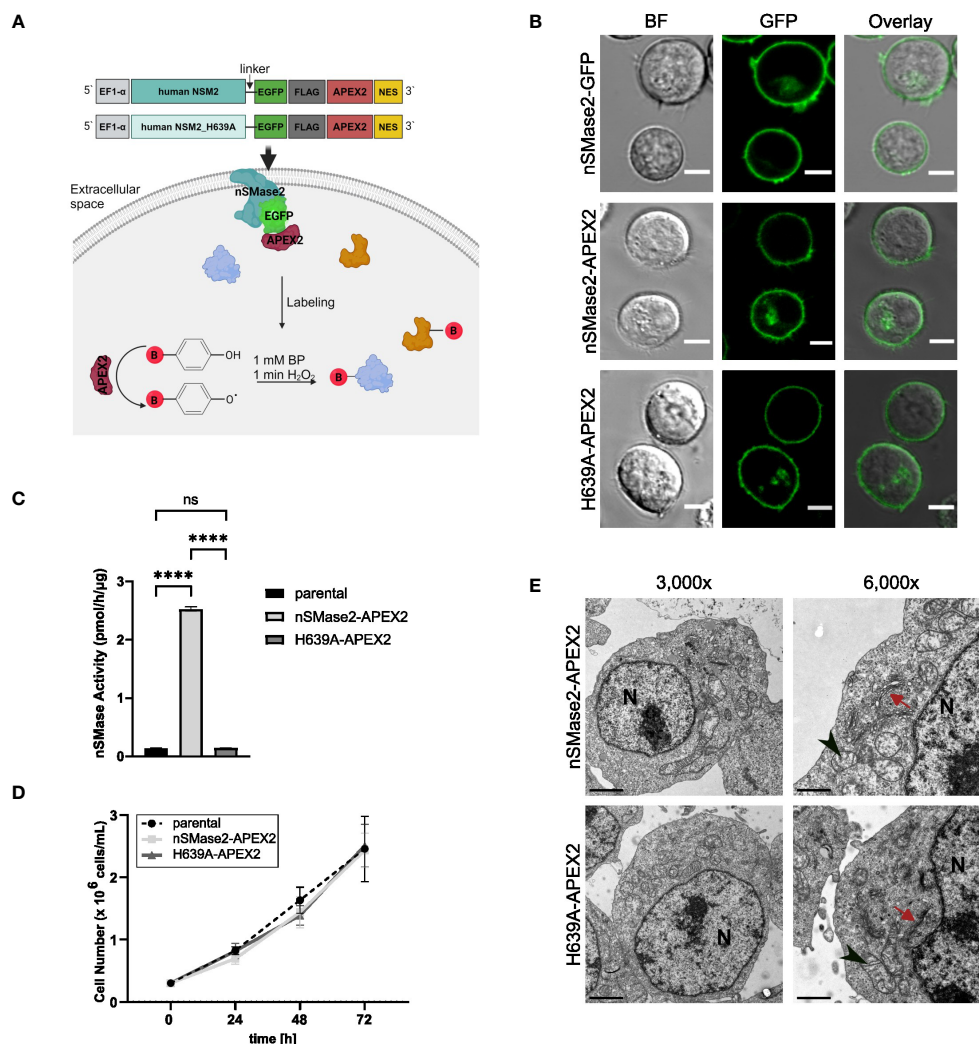 A
linker
5` EF1-α human NSM2 EGFP FLAG APEX2 NES 3`
5` EF1-α human NSM2_H639A EGFP FLAG APEX2 NES 3`
Extracellular
space
nSMase2
EGFP
APEX2
Labeling
B
B OH
APEX2
1 mM BP
1 min H₂O₂
B
B O•
B
BF GFP Overlay
nSMase2-GFP
nSMase2-APEX2
H639A-APEX2
C
ns
****
****
nSMase Activity (pmol/h/µg)
3
2
1
0
parental
nSMase2-APEX2
H639A-APEX2
D
Cell Number (x 10⁶ cells/mL)
3
2
1
0
parental
nSMase2-APEX2
H639A-APEX2
0 24 48 72
time [h]
E
3,000x 6,000x
nSMase2-APEX2
N
N
H639A-APEX2
N
N